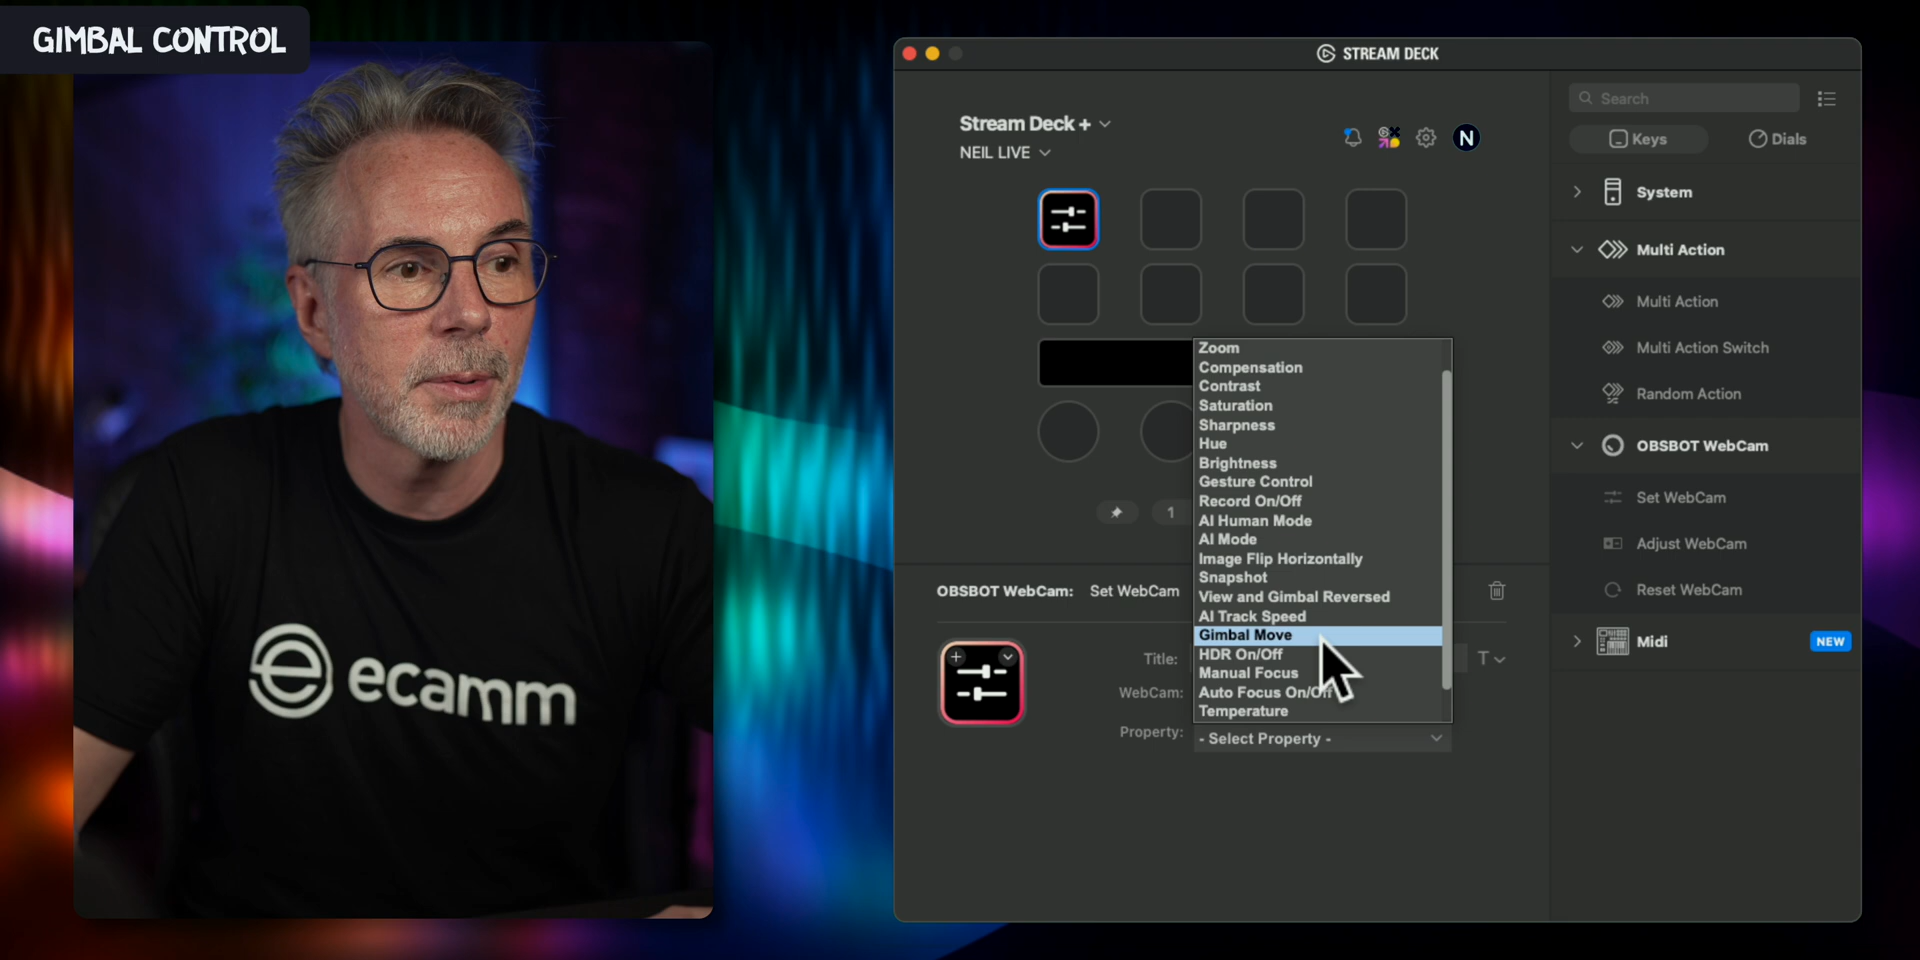 GIMBAL CONTROL
ecamm
STREAM DECK
Stream Deck +
NEIL LIVE
N
Search
Keys
Dials
System
Multi Action
Multi Action
Multi Action Switch
Random Action
OBSBOT WebCam
Set WebCam
Adjust WebCam
Reset WebCam
Midi
NEW
1
Zoom
Compensation
Contrast
Saturation
Sharpness
Hue
Brightness
Gesture Control
Record On/Off
AI Human Mode
AI Mode
Image Flip Horizontally
Snapshot
View and Gimbal Reversed
AI Track Speed
Gimbal Move
HDR On/Off
Manual Focus
Auto Focus On/Off
Temperature
OBSBOT WebCam: Set WebCam
Title:
T
WebCam:
Property:
- Select Property -